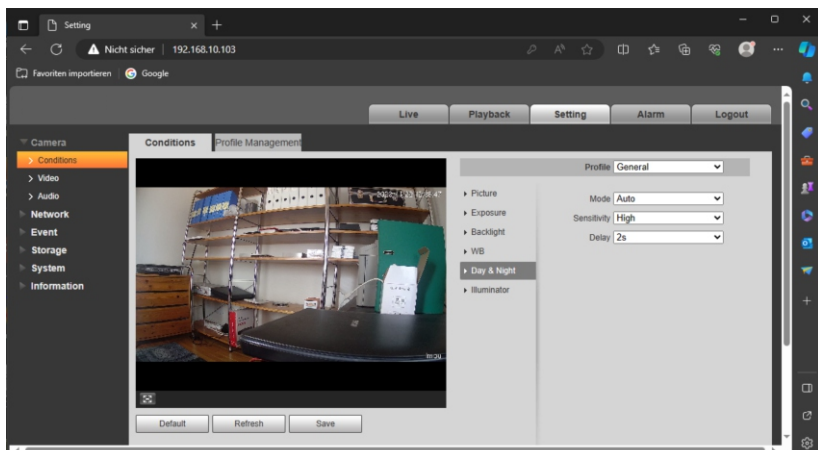 Setting
Nicht sicher | 192.168.10.103
Favoriten importieren Google
Live Playback Setting Alarm Logout
Camera
Conditions
Video
Audio
Network
Event
Storage
System
Information
Conditions Profile Management
Profile General
Picture
Exposure
Backlight
WB
Day & Night
Illuminator
Mode Auto
Sensitivity High
Delay 2s
Default Refresh Save